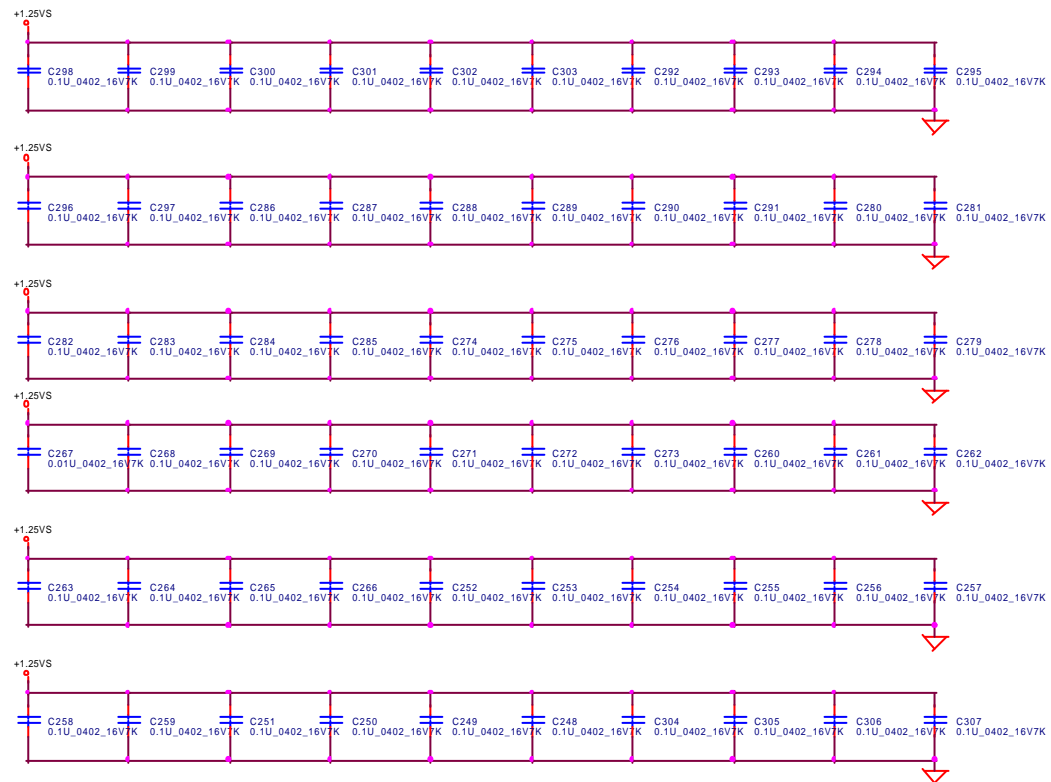 +1.25VS
C298 C299 C300 C301 C302 C303 C292 C293 C294 C295
0.1U_0402_16V7K 0.1U_0402_16V7K 0.1U_0402_16V7K 0.1U_0402_16V7K 0.1U_0402_16V7K 0.1U_0402_16V7K 0.1U_0402_16V7K 0.1U_0402_16V7K 0.1U_0402_16V7K 0.1U_0402_16V7K
+1.25VS
C296 C297 C286 C287 C288 C289 C290 C291 C280 C281
0.1U_0402_16V7K 0.1U_0402_16V7K 0.1U_0402_16V7K 0.1U_0402_16V7K 0.1U_0402_16V7K 0.1U_0402_16V7K 0.1U_0402_16V7K 0.1U_0402_16V7K 0.1U_0402_16V7K 0.1U_0402_16V7K
+1.25VS
C282 C283 C284 C285 C274 C275 C276 C277 C278 C279
0.1U_0402_16V7K 0.1U_0402_16V7K 0.1U_0402_16V7K 0.1U_0402_16V7K 0.1U_0402_16V7K 0.1U_0402_16V7K 0.1U_0402_16V7K 0.1U_0402_16V7K 0.1U_0402_16V7K 0.1U_0402_16V7K
+1.25VS
C267 C268 C269 C270 C271 C272 C273 C260 C261 C262
0.01U_0402_16V7K 0.1U_0402_16V7K 0.1U_0402_16V7K 0.1U_0402_16V7K 0.1U_0402_16V7K 0.1U_0402_16V7K 0.1U_0402_16V7K 0.1U_0402_16V7K 0.1U_0402_16V7K 0.1U_0402_16V7K
+1.25VS
C263 C264 C265 C266 C252 C253 C254 C255 C256 C257
0.1U_0402_16V7K 0.1U_0402_16V7K 0.1U_0402_16V7K 0.1U_0402_16V7K 0.1U_0402_16V7K 0.1U_0402_16V7K 0.1U_0402_16V7K 0.1U_0402_16V7K 0.1U_0402_16V7K 0.1U_0402_16V7K
+1.25VS
C258 C259 C251 C250 C249 C248 C304 C305 C306 C307
0.1U_0402_16V7K 0.1U_0402_16V7K 0.1U_0402_16V7K 0.1U_0402_16V7K 0.1U_0402_16V7K 0.1U_0402_16V7K 0.1U_0402_16V7K 0.1U_0402_16V7K 0.1U_0402_16V7K 0.1U_0402_16V7K